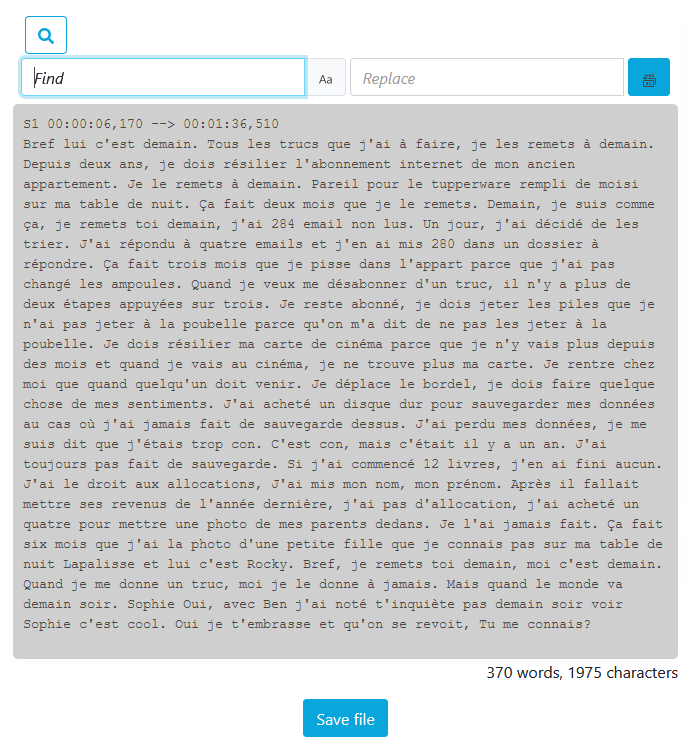 Find
Aa
Replace
S1 00:00:06,170 --> 00:01:36,510
Bref lui c'est demain. Tous les trucs que j'ai à faire, je les remets à demain.
Depuis deux ans, je dois résilier l'abonnement internet de mon ancien
appartement. Je le remets à demain. Pareil pour le tupperware rempli de moisi
sur ma table de nuit. Ça fait deux mois que je le remets. Demain, je suis comme
ça, je remets toi demain, j'ai 284 email non lus. Un jour, j'ai décidé de les
trier. J'ai répondu à quatre emails et j'en ai mis 280 dans un dossier à
répondre. Ça fait trois mois que je pisse dans l'appart parce que j'ai pas
changé les ampoules. Quand je veux me désabonner d'un truc, il n'y a plus de
deux étapes appuyées sur trois. Je reste abonné, je dois jeter les piles que je
n'ai pas jeter à la poubelle parce qu'on m'a dit de ne pas les jeter à la
poubelle. Je dois résilier ma carte de cinéma parce que je n'y vais plus depuis
des mois et quand je vais au cinéma, je ne trouve plus ma carte. Je rentre chez
moi que quand quelqu'un doit venir. Je déplace le bordel, je dois faire quelque
chose de mes sentiments. J'ai acheté un disque dur pour sauvegarder mes données
au cas où j'ai jamais fait de sauvegarde dessus. J'ai perdu mes données, je me
suis dit que j'étais trop con. C'est con, mais c'était il y a un an. J'ai
toujours pas fait de sauvegarde. Si j'ai commencé 12 livres, j'en ai fini aucun.
J'ai le droit aux allocations, J'ai mis mon nom, mon prénom. Après il fallait
mettre ses revenus de l'année dernière, j'ai pas d'allocation, j'ai acheté un
quatre pour mettre une photo de mes parents dedans. Je l'ai jamais fait. Ça fait
six mois que j'ai la photo d'une petite fille que je connais pas sur ma table de
nuit Lapalisse et lui c'est Rocky. Bref, je remets toi demain, moi c'est demain.
Quand je me donne un truc, moi je le donne à jamais. Mais quand le monde va
demain soir. Sophie Oui, avec Ben j'ai noté t'inquiète pas demain soir voir
Sophie c'est cool. Oui je t'embrasse et qu'on se revoit, Tu me connais?
370 words, 1975 characters
Save file